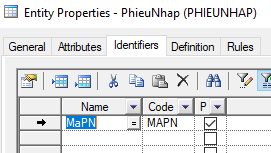 Entity Properties - PhieuNhap (PHIEUNHAP)
General Attributes Identifiers Definition Rules
Name Code P
MaPN = MAPN